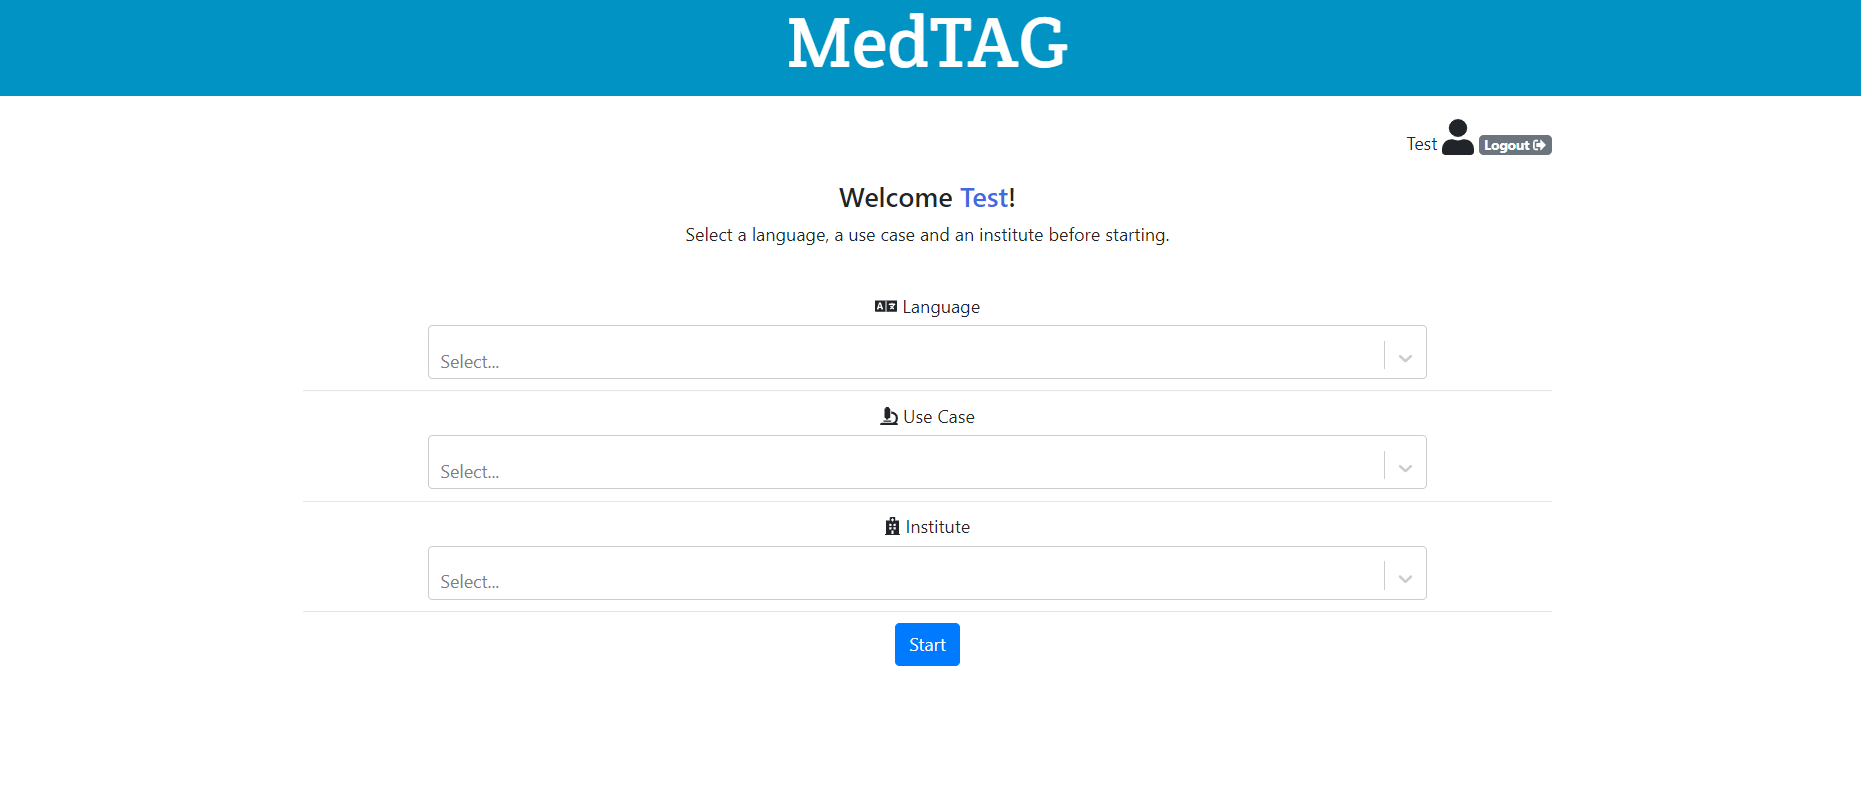 MedTAG
Test Logout
Welcome Test!
Select a language, a use case and an institute before starting.
Language
Select...
Use Case
Select...
Institute
Select...
Start